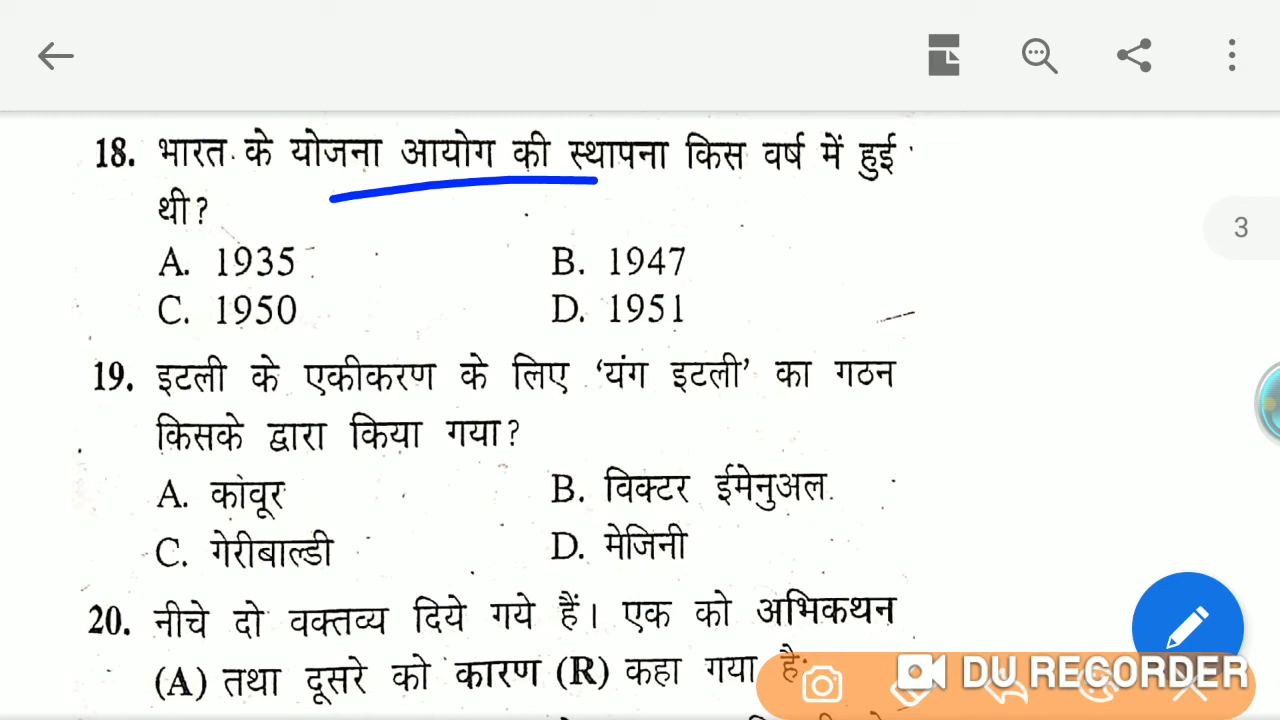 18. भारत के योजना आयोग की स्थापना किस वर्ष में हुई
थी?
A. 1935 B. 1947
C. 1950 D. 1951
3
19. इटली के एकीकरण के लिए ‘यंग इटली’ का गठन
किसके द्वारा किया गया?
A. कांवूर B. विक्टर ईमेनुअल
C. गेरीबाल्डी D. मेजिनी
20. नीचे दो वक्तव्य दिये गये हैं। एक को अभिकथन
(A) तथा दूसरे को कारण (R) कहा गया है:
DU RECORDER